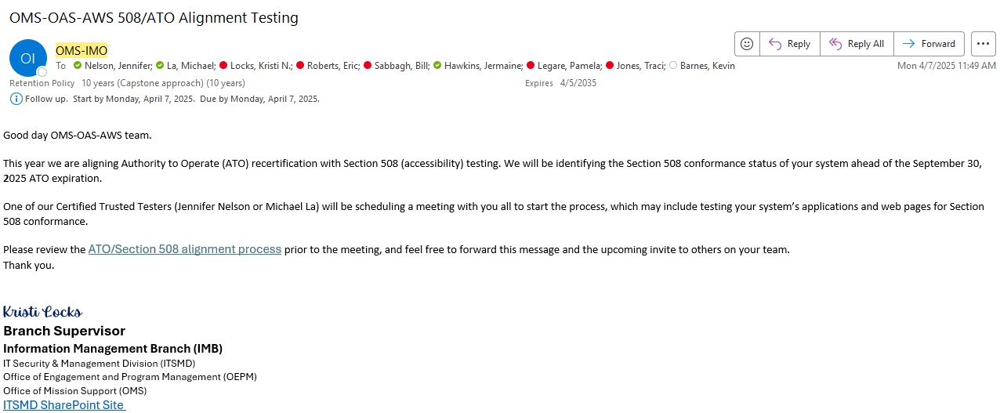 OMS-OAS-AWS 508/ATO Alignment Testing
OI
OMS-IMO
Reply
Reply All
Forward
To Nelson, Jennifer; La, Michael; Locks, Kristi N.; Roberts, Eric; Sabbagh, Bill; Hawkins, Jermaine; Legare, Pamela; Jones, Traci; Barnes, Kevin
Mon 4/7/2025 11:49 AM
Retention Policy 10 years (Capstone approach) (10 years)
Expires 4/5/2035
Follow up. Start by Monday, April 7, 2025. Due by Monday, April 7, 2025.
Good day OMS-OAS-AWS team.
This year we are aligning Authority to Operate (ATO) recertification with Section 508 (accessibility) testing. We will be identifying the Section 508 conformance status of your system ahead of the September 30,
2025 ATO expiration.
One of our Certified Trusted Testers (Jennifer Nelson or Michael La) will be scheduling a meeting with you all to start the process, which may include testing your system's applications and web pages for Section
508 conformance.
Please review the ATO/Section 508 alignment process prior to the meeting, and feel free to forward this message and the upcoming invite to others on your team.
Thank you.
Kristi Locks
Branch Supervisor
Information Management Branch (IMB)
IT Security & Management Division (ITSMD)
Office of Engagement and Program Management (OEPM)
Office of Mission Support (OMS)
ITSMD SharePoint Site